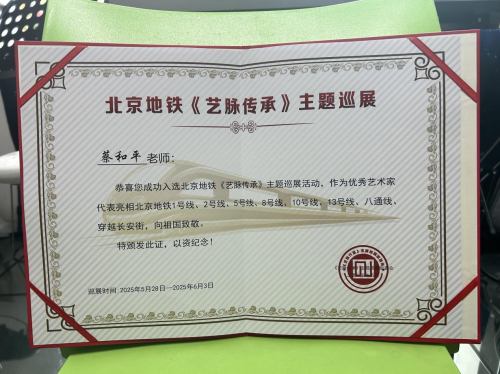 北京地铁《艺脉传承》主题巡展
蔡和平 老师:
恭喜您成功入选北京地铁《艺脉传承》主题巡展活动，作为优秀艺术家
代表亮相北京地铁1号线、2号线、5号线、8号线、10号线、13号线、八通线、
穿越长安街，向祖国致敬。
特颁发此证，以资纪念！
巡展时间:2025年5月28日—2025年6月3日